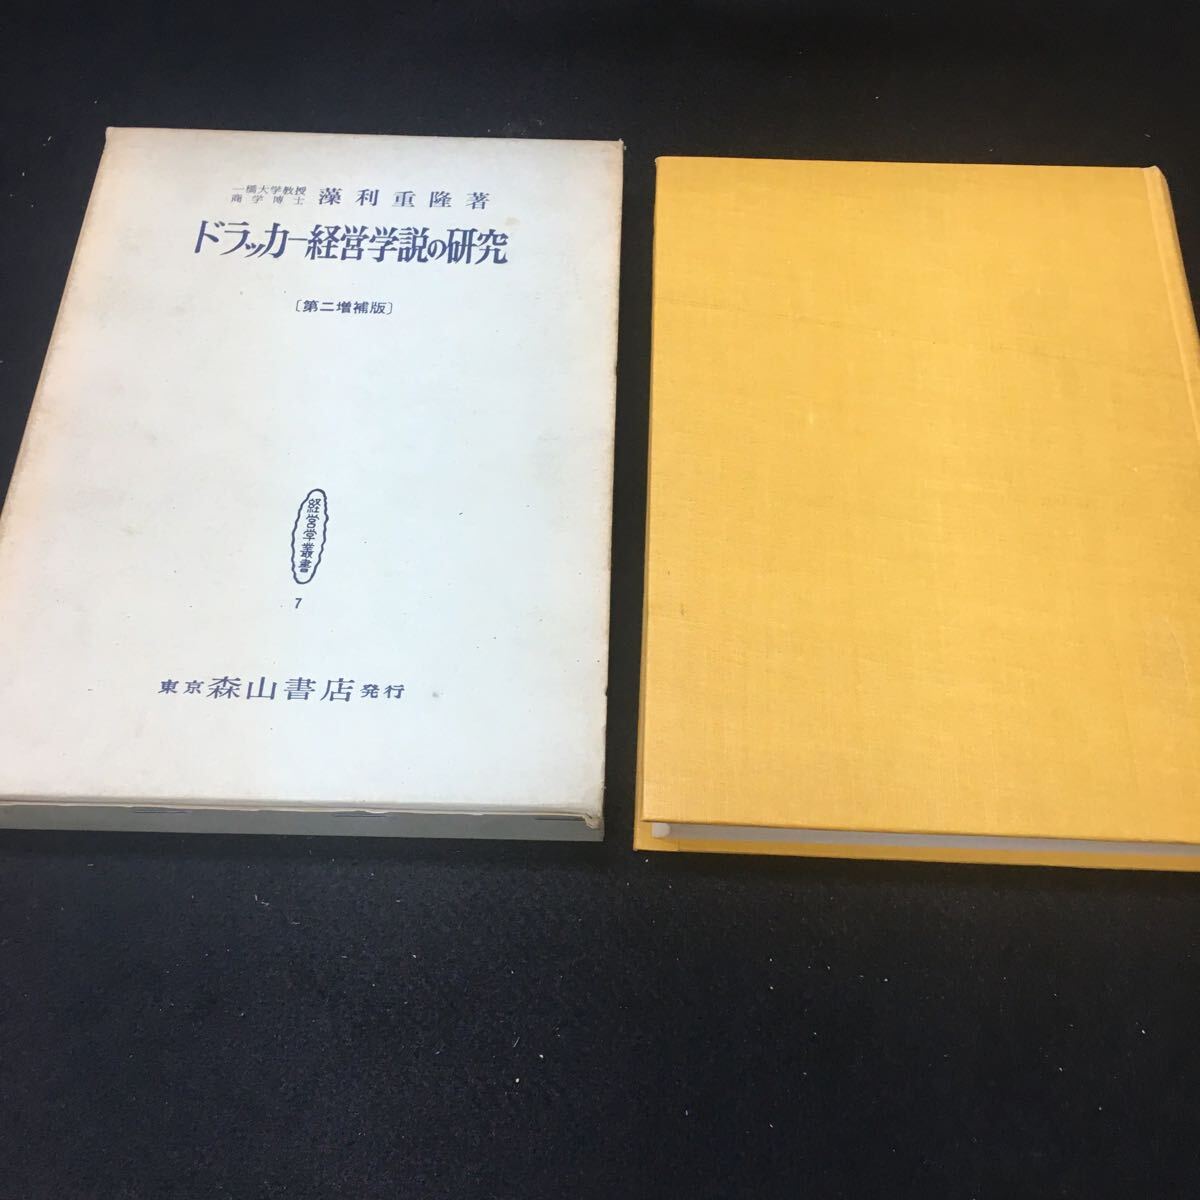 一橋大学教授
商学博士
藻利重隆著
ドラッカー経営学説の研究
〔第二増補版〕
経営学叢書
7
東京 森山書店 発行